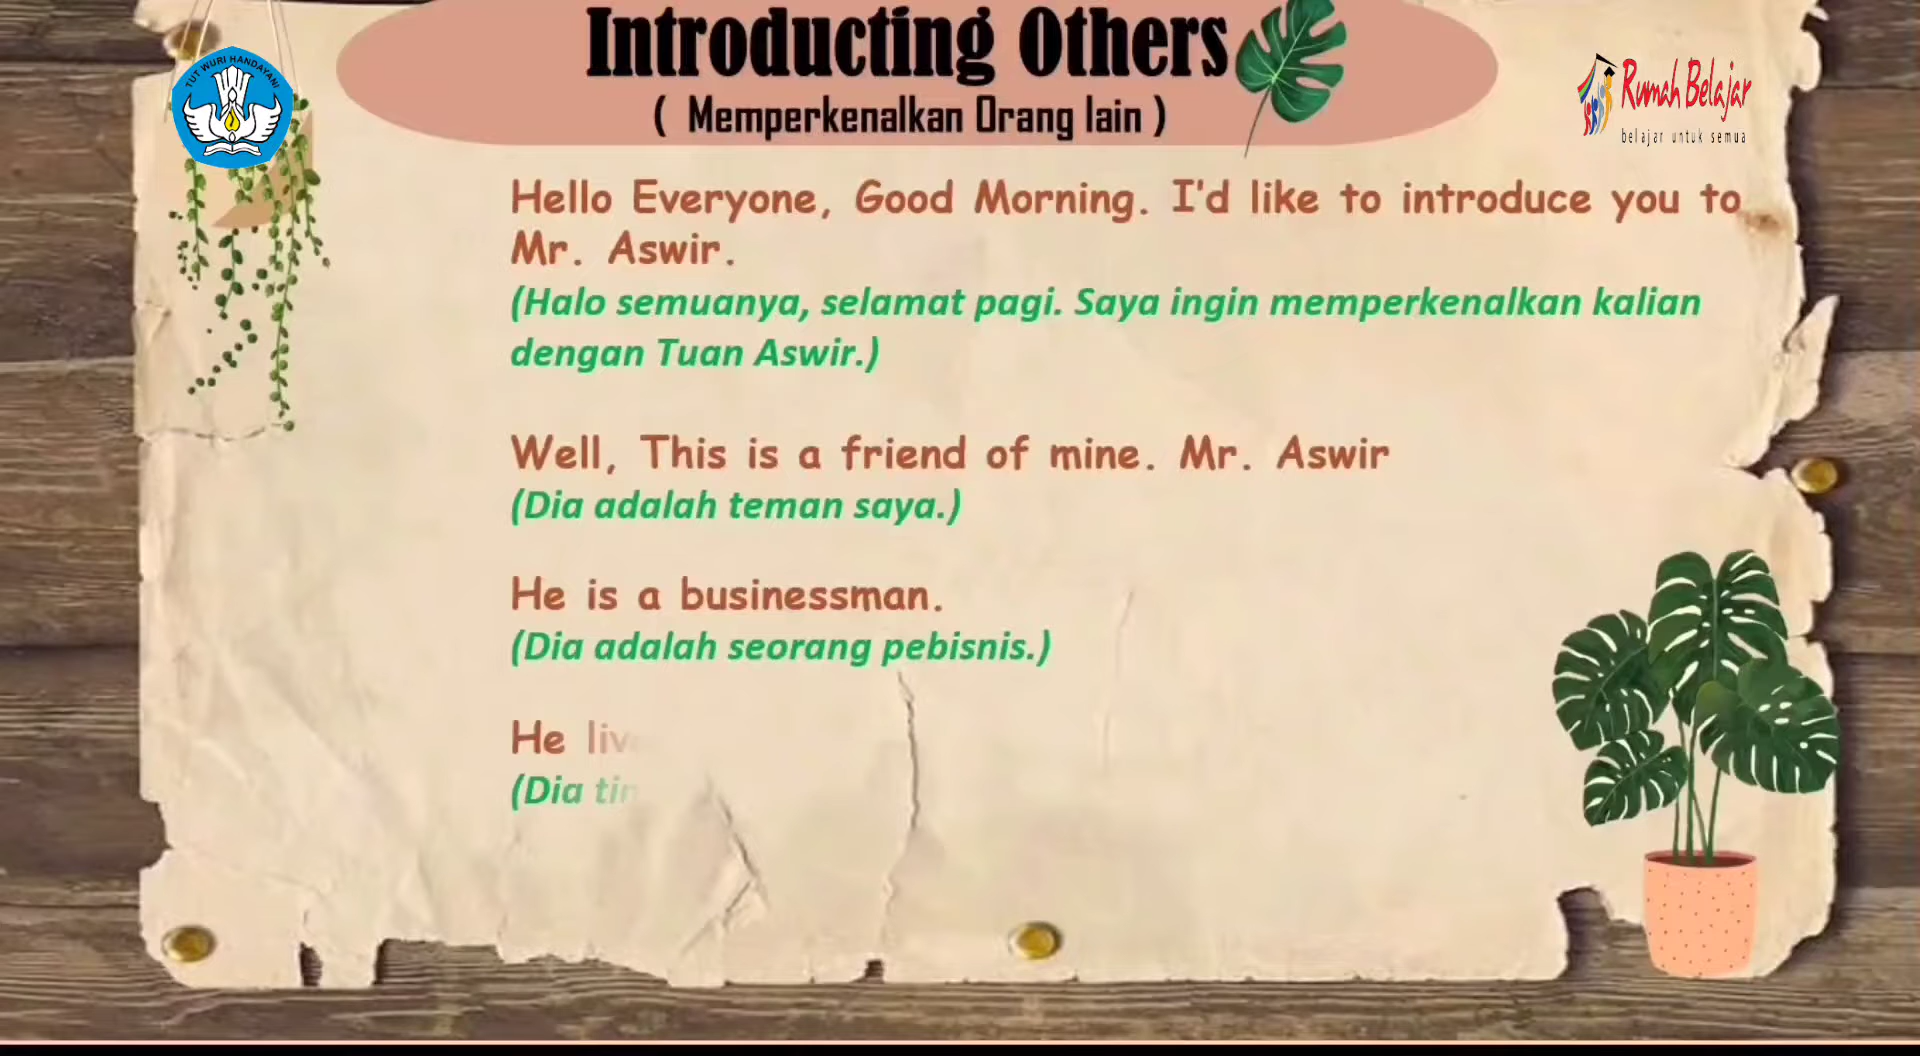 Introducting Others
( Memperkenalkan Orang lain )
TUT WURI HANDAYANI
Rumah Belajar
belajar untuk semua
Hello Everyone, Good Morning. I'd like to introduce you to
Mr. Aswir.
(Halo semuanya, selamat pagi. Saya ingin memperkenalkan kalian
dengan Tuan Aswir.)
Well, This is a friend of mine. Mr. Aswir
(Dia adalah teman saya.)
He is a businessman.
(Dia adalah seorang pebisnis.)
He
(Dia